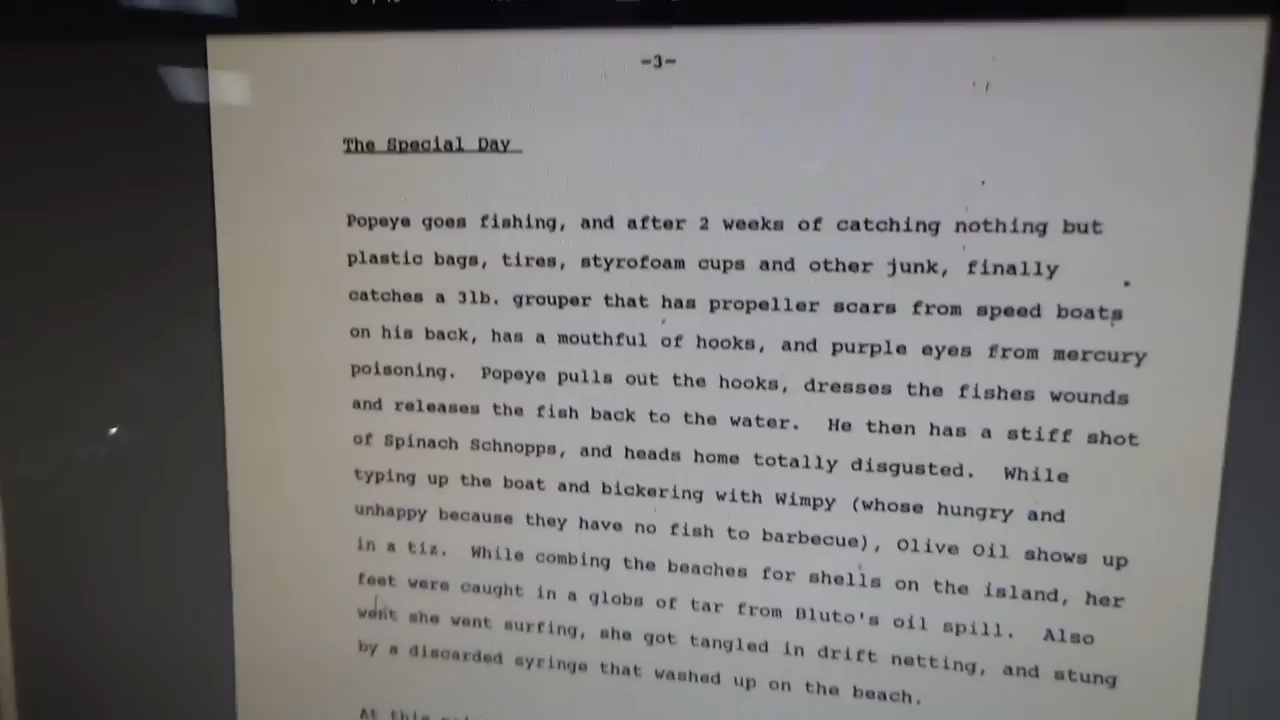 -3-
The Special Day
Popeye goes fishing, and after 2 weeks of catching nothing but
plastic bags, tires, styrofoam cups and other junk, finally
catches a 3lb. grouper that has propeller scars from speed boats
on his back, has a mouthful of hooks, and purple eyes from mercury
poisoning. Popeye pulls out the hooks, dresses the fishes wounds
and releases the fish back to the water. He then has a stiff shot
of Spinach Schnopps, and heads home totally disgusted. While
typing up the boat and bickering with Wimpy (whose hungry and
unhappy because they have no fish to barbecue), Olive Oil shows up
in a tiz. While combing the beaches for shells on the island, her
feet were caught in a globs of tar from Bluto's oil spill. Also
went she went surfing, she got tangled in drift netting, and stung
by a discarded syringe that washed up on the beach.
At this